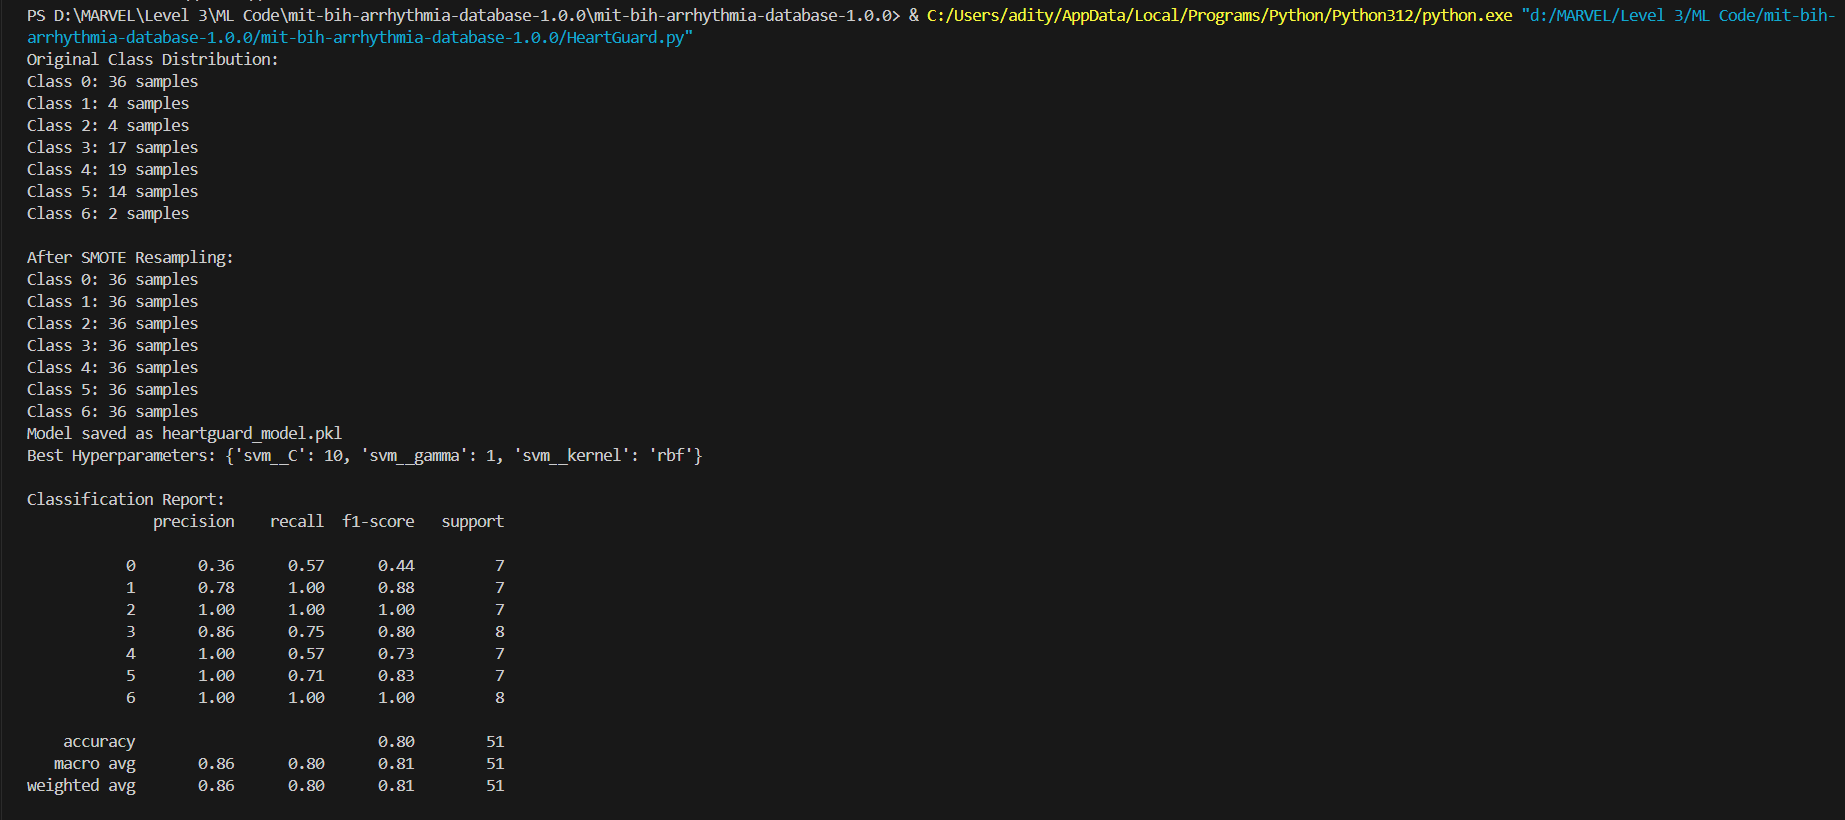 PS D:\MARVEL\Level 3\ML Code\mit-bih-arrhythmia-database-1.0.0\mit-bih-arrhythmia-database-1.0.0> & C:/Users/adity/AppData/Local/Programs/Python/Python312/python.exe "d:/MARVEL/Level 3/ML Code/mit-bih-
arrhythmia-database-1.0.0/mit-bih-arrhythmia-database-1.0.0/HeartGuard.py"
Original Class Distribution:
Class 0: 36 samples
Class 1: 4 samples
Class 2: 4 samples
Class 3: 17 samples
Class 4: 19 samples
Class 5: 14 samples
Class 6: 2 samples
After SMOTE Resampling:
Class 0: 36 samples
Class 1: 36 samples
Class 2: 36 samples
Class 3: 36 samples
Class 4: 36 samples
Class 5: 36 samples
Class 6: 36 samples
Model saved as heartguard_model.pkl
Best Hyperparameters: {'svm__C': 10, 'svm__gamma': 1, 'svm__kernel': 'rbf'}
Classification Report:
precision recall f1-score support
0 0.36 0.57 0.44 7
1 0.78 1.00 0.88 7
2 1.00 1.00 1.00 7
3 0.86 0.75 0.80 8
4 1.00 0.57 0.73 7
5 1.00 0.71 0.83 7
6 1.00 1.00 1.00 8
accuracy 0.80 51
macro avg 0.86 0.80 0.81 51
weighted avg 0.86 0.80 0.81 51